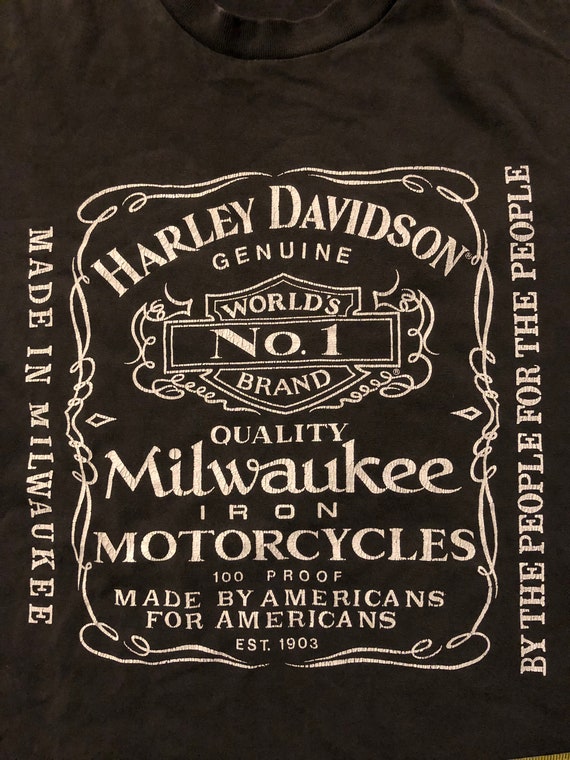 HARLEY DAVIDSON®
GENUINE
WORLD'S
No. 1
BRAND ®
QUALITY
Milwaukee
IRON
MOTORCYCLES
100 PROOF
MADE BY AMERICANS
FOR AMERICANS
EST. 1903
MADE IN MILWAUKEE
BY THE PEOPLE FOR THE PEOPLE